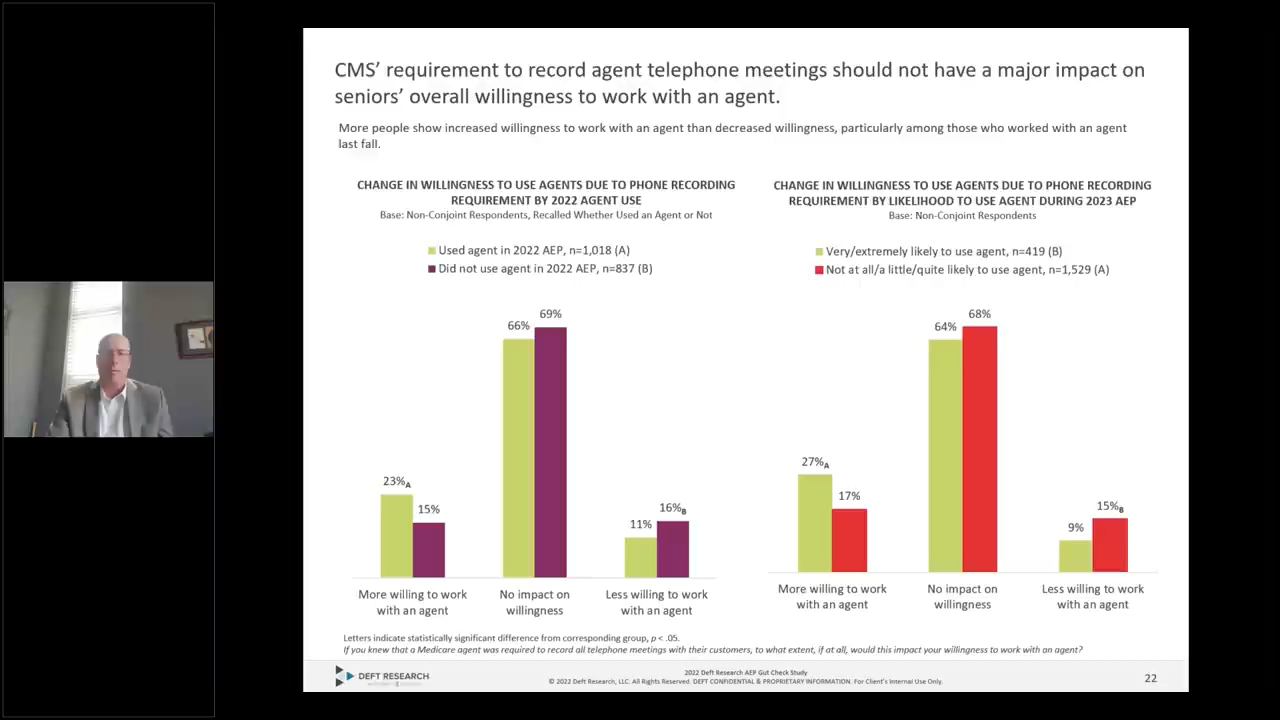 CMS' requirement to record agent telephone meetings should not have a major impact on
seniors' overall willingness to work with an agent.
More people show increased willingness to work with an agent than decreased willingness, particularly among those who worked with an agent
last fall.
CHANGE IN WILLINGNESS TO USE AGENTS DUE TO PHONE RECORDING
REQUIREMENT BY 2022 AGENT USE
Base: Non-Conjoint Respondents, Recalled Whether Used an Agent or Not
Used agent in 2022 AEP, n=1,018 (A)
Did not use agent in 2022 AEP, n=837 (B)
23%A
15%
66%
69%
11%
16%B
More willing to work
with an agent
No impact on
willingness
Less willing to work
with an agent
CHANGE IN WILLINGNESS TO USE AGENTS DUE TO PHONE RECORDING
REQUIREMENT BY LIKELIHOOD TO USE AGENT DURING 2023 AEP
Base: Non-Conjoint Respondents
Very/extremely likely to use agent, n=419 (B)
Not at all/a little/quite likely to use agent, n=1,529 (A)
27%A
17%
64%
68%
9%
15%B
More willing to work
with an agent
No impact on
willingness
Less willing to work
with an agent
Letters indicate statistically significant difference from corresponding group, p < .05.
If you knew that a Medicare agent was required to record all telephone meetings with their customers, to what extent, if at all, would this impact your willingness to work with an agent?
DEFT RESEARCH
2022 Deft Research AEP Gut Check Study
© 2022 Deft Research, LLC. All Rights Reserved. DEFT CONFIDENTIAL & PROPRIETARY INFORMATION. For Client's Internal Use Only.
22